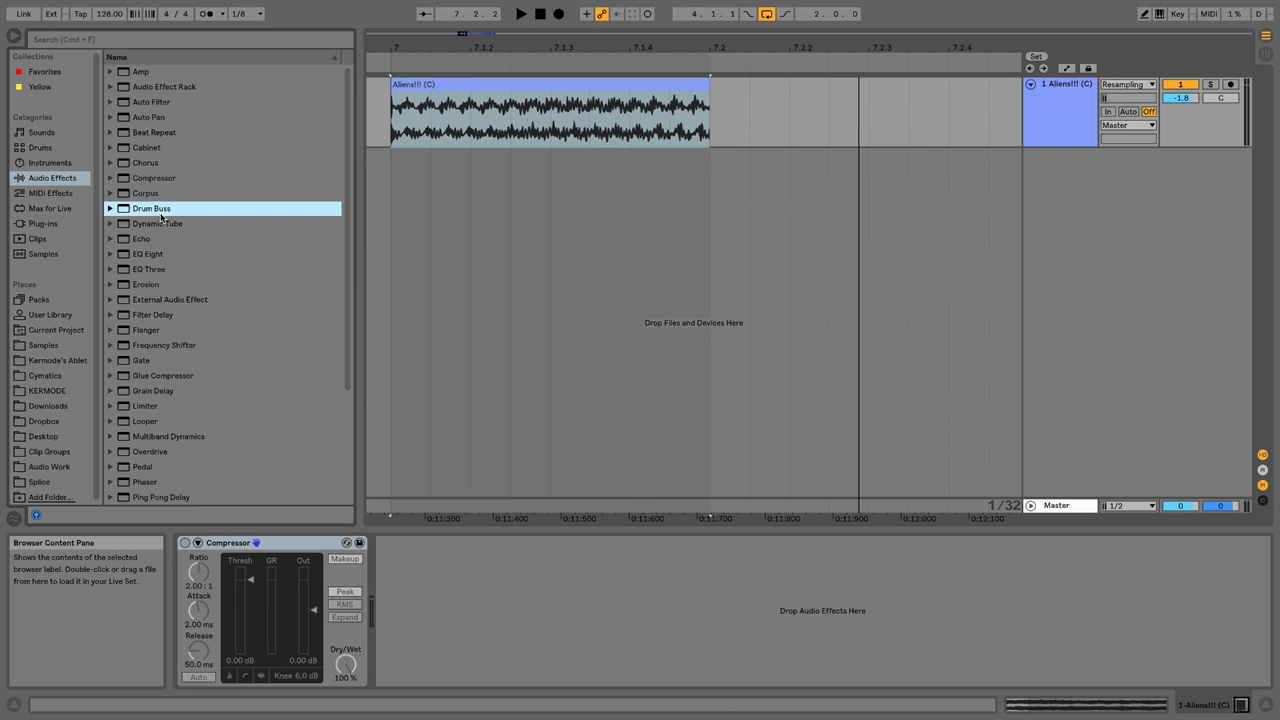 Link Ext Tap 128.00 4 / 4 1/8 7. 2. 2 4. 1. 1 2. 0. 0 Key MIDI 1 % D
Search (Cmd + F)
Collections
Favorites
Yellow
Categories
Sounds
Drums
Instruments
Audio Effects
MIDI Effects
Max for Live
Plug-ins
Clips
Samples
Places
Packs
User Library
Current Project
Samples
Kermode's Ablet
Cymatics
KERMODE
Downloads
Dropbox
Desktop
Clip Groups
Audio Work
Splice
Add Folder...
Name
Amp
Audio Effect Rack
Auto Filter
Auto Pan
Beat Repeat
Cabinet
Chorus
Compressor
Corpus
Drum Buss
Dynamic Tube
Echo
EQ Eight
EQ Three
Erosion
External Audio Effect
Filter Delay
Flanger
Frequency Shifter
Gate
Glue Compressor
Grain Delay
Limiter
Looper
Multiband Dynamics
Overdrive
Pedal
Phaser
Ping Pong Delay
7 7.1.2 7.1.3 7.1.4 7.2 7.2.2 7.2.3 7.2.4
Set
Aliens!!! (C)
1 Aliens!!! (C)
Resampling
1 S
-1.8 C
In Auto Off
Master
Drop Files and Devices Here
1/32
Master 1/2 0 0
0:11:300 0:11:400 0:11:500 0:11:600 0:11:700 0:11:800 0:11:900 0:12:000 0:12:100
HD
R
M
D
Browser Content Pane
Shows the contents of the selected
browser label. Double-click or drag a file
from here to load it in your Live Set.
Compressor
Ratio
2.00 : 1
Attack
2.00 ms
Release
50.0 ms
Auto
Thresh GR Out
0.00 dB 0.00 dB
Knee 6.0 dB
Makeup
Peak
RMS
Expand
Dry/Wet
100 %
Drop Audio Effects Here
1-Aliens!!! (C)